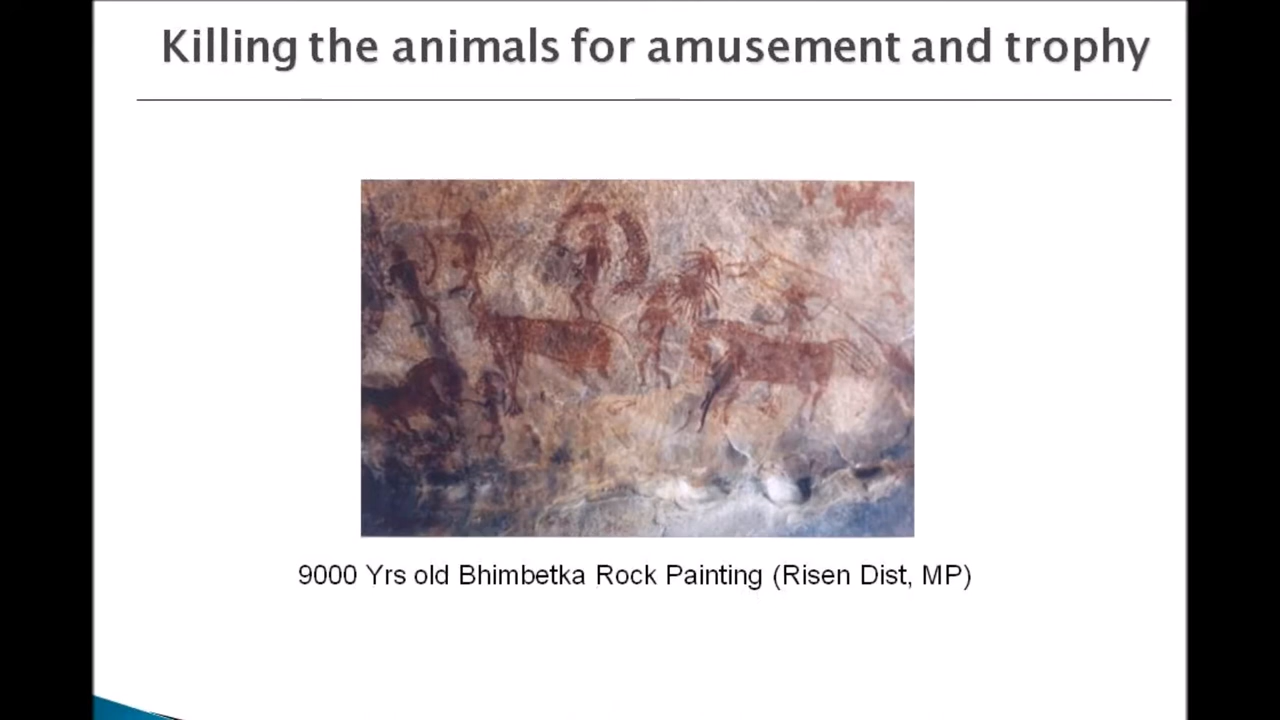 Killing the animals for amusement and trophy
9000 Yrs old Bhimbetka Rock Painting (Risen Dist, MP)